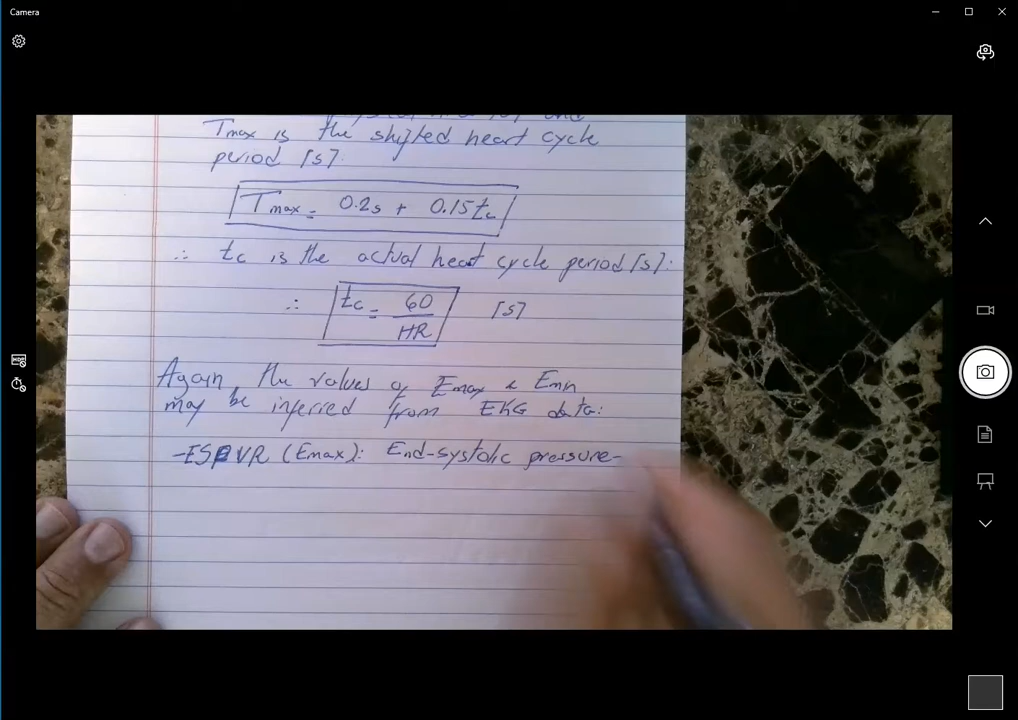 Camera
Tmax is the shifted heart cycle
period [s].
Tmax = 0.2s + 0.15tc
∴ tc is the actual heart cycle period [s]:
∴ tc = 60/HR [s]
Again, the values of Emax & Emin
may be inferred from EKG data:
-ESPVR (Emax): End-systolic pressure-